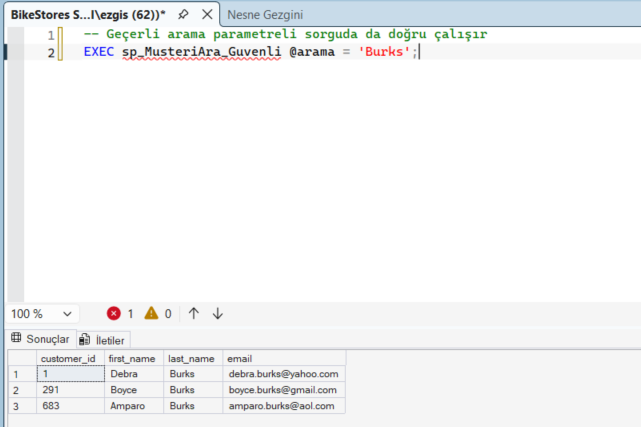 BikeStores S...l\ezgis (62))*
Nesne Gezgini
1 -- Geçerli arama parametreli sorguda da doğru çalışır
2 EXEC sp_MusteriAra_Guvenli @arama = 'Burks';
100 % 1 0
Sonuçlar İletiler
customer_id first_name last_name email
1 1 Debra Burks debra.burks@yahoo.com
2 291 Boyce Burks boyce.burks@gmail.com
3 683 Amparo Burks amparo.burks@aol.com